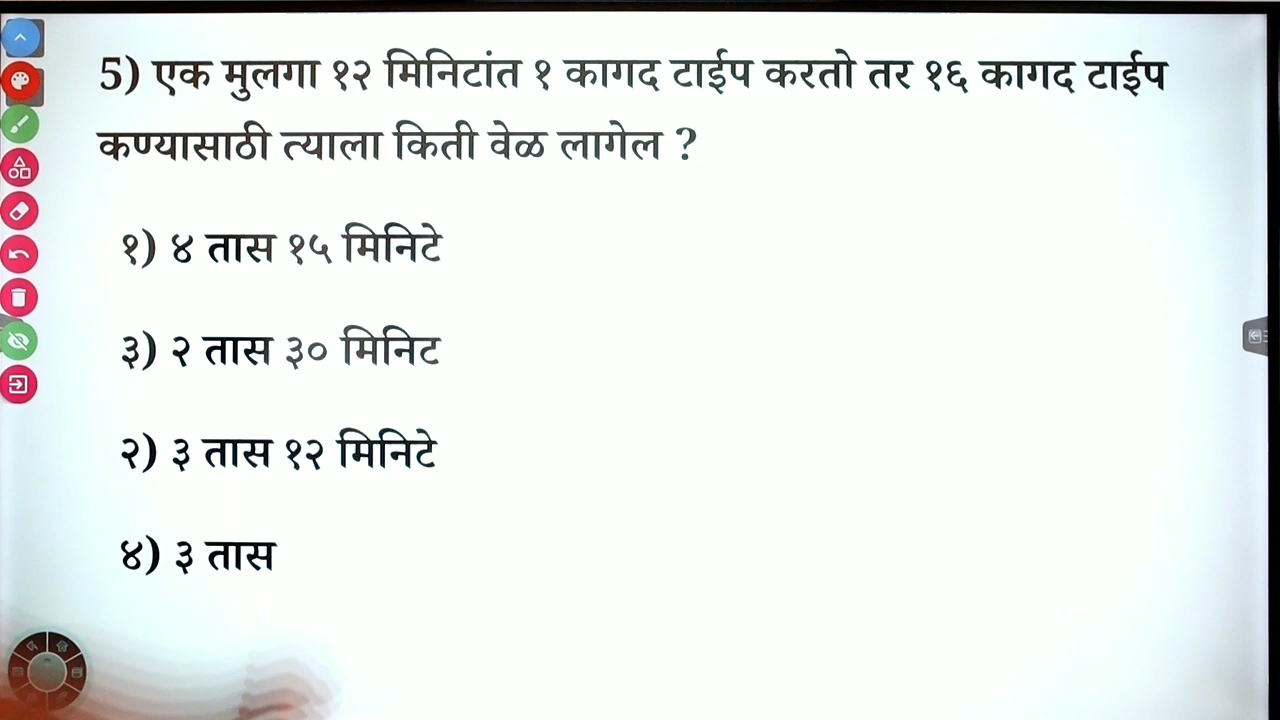 5) एक मुलगा १२ मिनिटांत १ कागद टाईप करतो तर १६ कागद टाईप
कण्यासाठी त्याला किती वेळ लागेल ?
१) ४ तास १५ मिनिटे
३) २ तास ३० मिनिट
२) ३ तास १२ मिनिटे
४) ३ तास